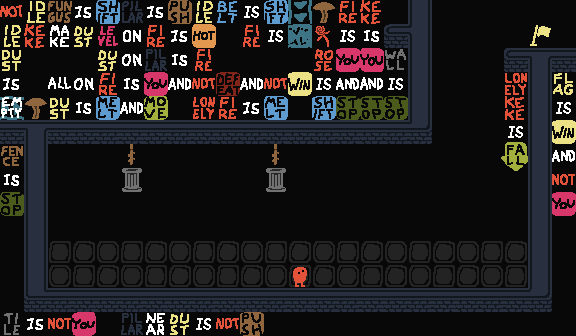 NOT IDLE FUNGUS IS SHIFT PILLAR IS PUSH IDLE BELT IS SHIFT FIRE KEKE
IDLE KEKE MAKE DUST LEVEL ON FIRE IS HOT FIRE IS IS IS
DUST IS ON PILLAR IS FIRE ROSE YOU YOU WALL
IS ALL ON FIRE IS YOU AND NOT DEFEAT AND NOT WIN IS AND AND IS
EMPTY DUST IS MELT AND MOVE LONELY FIRE IS MELT SHIFT STOP STOP STOP
FENCE
IS
STOP
LONELY
KEKE
IS
FALL
FLAG
IS
WIN
AND
NOT
YOU
TILE IS NOT YOU PILLAR NEAR DUST IS NOT PUSH